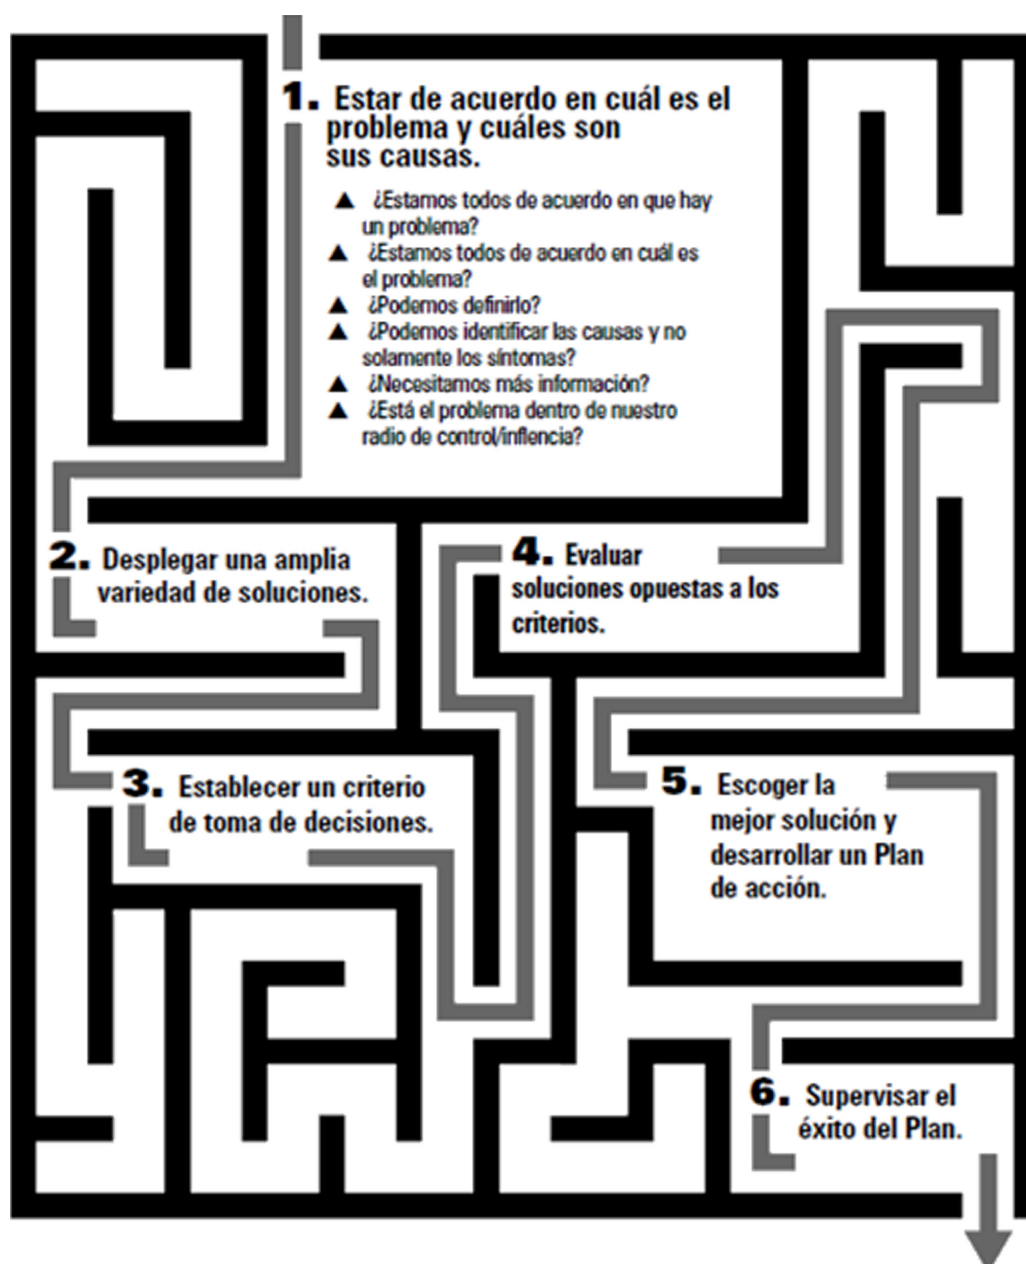 1. Estar de acuerdo en cuál es el
problema y cuáles son
sus causas.
▲ ¿Estamos todos de acuerdo en que hay
un problema?
▲ ¿Estamos todos de acuerdo en cuál es
el problema?
▲ ¿Podemos definirlo?
▲ ¿Podemos identificar las causas y no
solamente los síntomas?
▲ ¿Necesitamos más información?
▲ ¿Está el problema dentro de nuestro
radio de control/inflencia?
2. Desplegar una amplia
variedad de soluciones.
4. Evaluar
soluciones opuestas a los
criterios.
3. Establecer un criterio
de toma de decisiones.
5. Escoger la
mejor solución y
desarrollar un Plan
de acción.
6. Supervisar el
éxito del Plan.